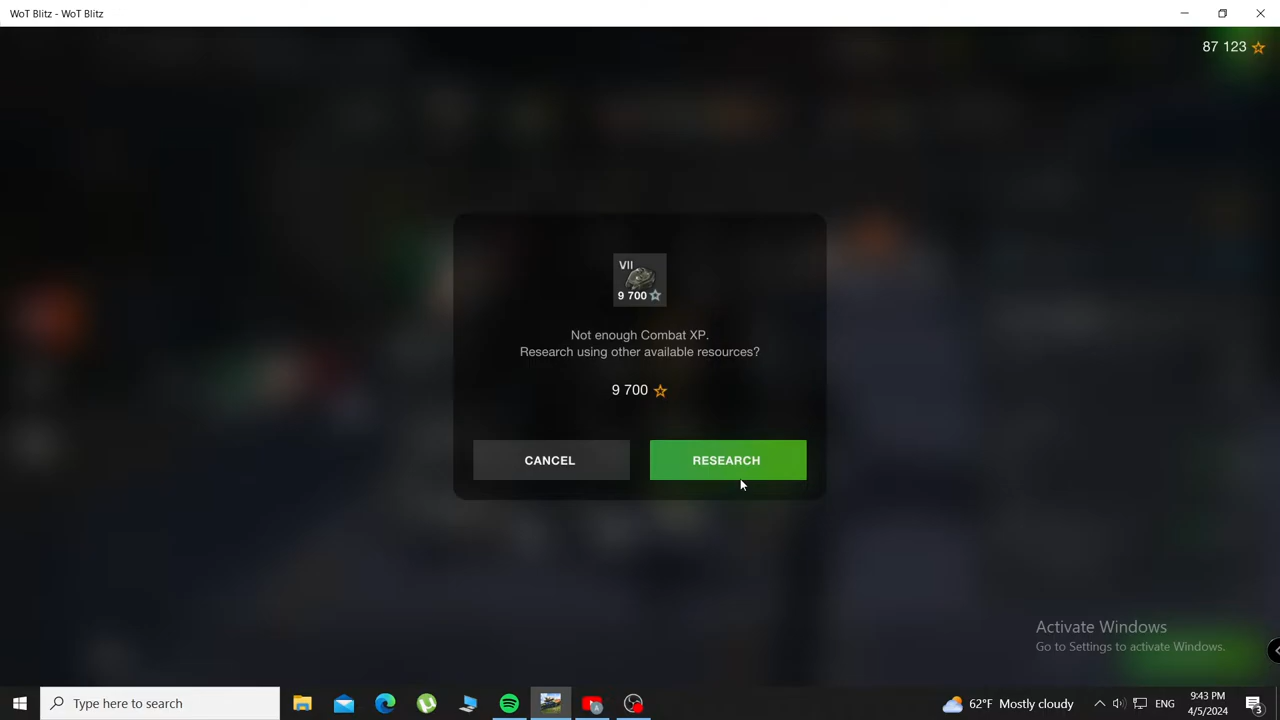 WoT Blitz - WoT Blitz
87 123
VII
9 700
Not enough Combat XP.
Research using other available resources?
9 700
CANCEL
RESEARCH
Activate Windows
Go to Settings to activate Windows.
Type here to search
62°F Mostly cloudy
ENG
9:43 PM
4/5/2024
3